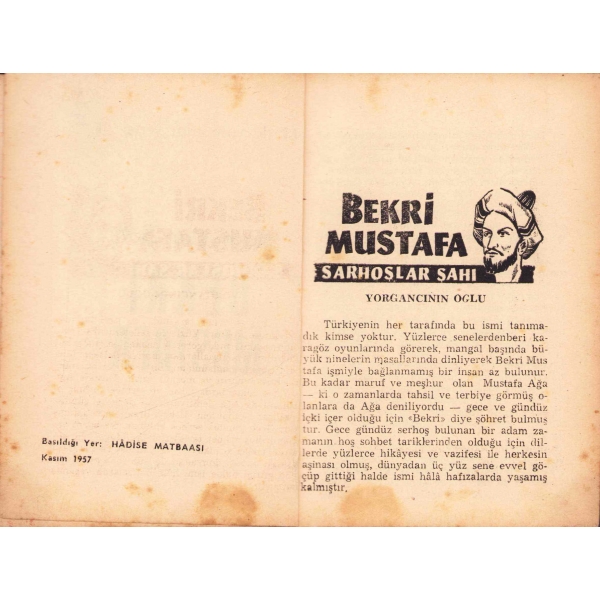 Basıldığı Yer: HÂDİSE MATBAASI
Kasım 1957
BEKRİ
MUSTAFA
SARHOŞLAR ŞAHI
YORGANCININ OĞLU
Türkiyenin her tarafında bu ismi tanıma-
dık kimse yoktur. Yüzlerce senelerdenberi ka-
ragöz oyunlarında görerek, mangal başında bü-
yük ninelerin masallarında dinliyerek Bekri Mus
tafa işmiyle bağlanmamış bir insan az bulunur.
Bu kadar maruf ve meşhur olan Mustafa Ağa
— ki o zamanlarda tahsil ve terbiye görmüş o-
lanlara da Ağa deniliyordu — gece ve gündüz
içki içer olduğu için «Bekri» diye şöhret bulmuş
tur. Gece gündüz serhoş bulunan bir adam za-
manın hoş sohbet tariklerinden olduğu için dil-
lerde yüzlerce hikâyesi ve vazifesi ile herkesin
aşinası olmuş, dünyadan üç yüz sene evvel gö-
çüp gittiği halde ismi hâlâ hafızalarda yaşamış
kalmıştır.